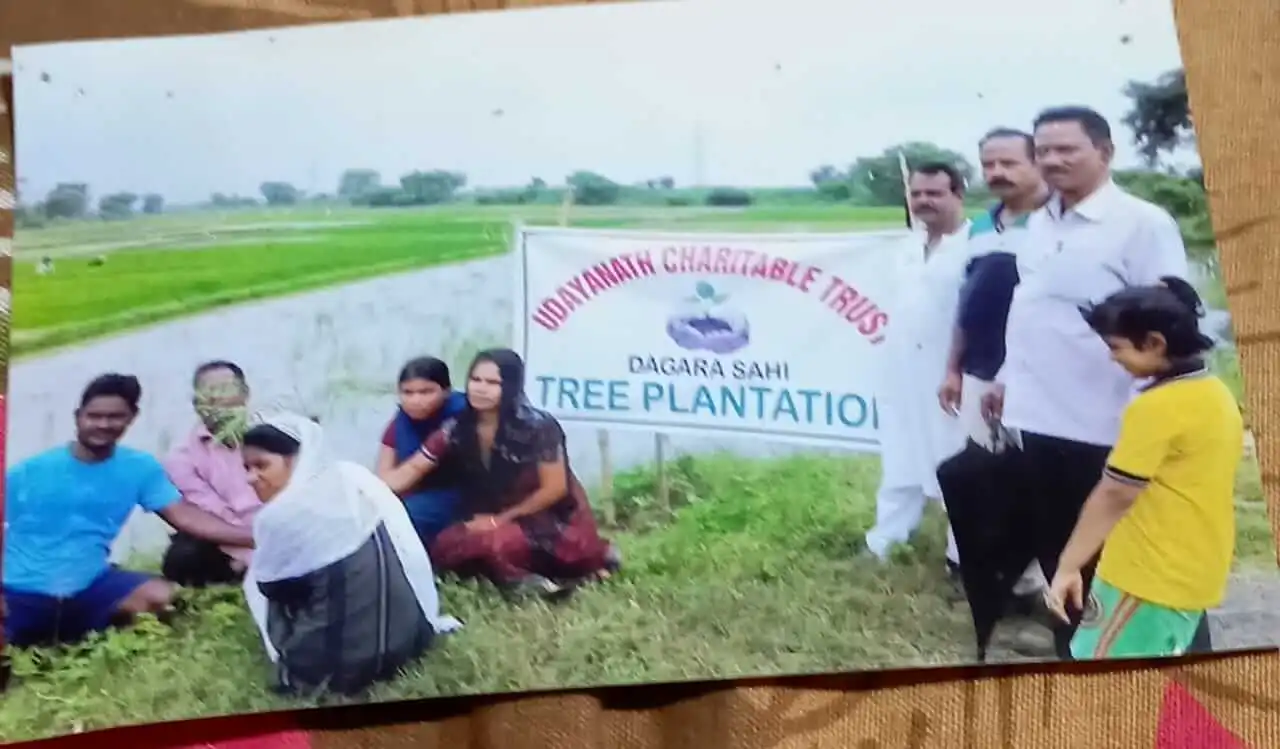 UDAYANATH CHARITABLE TRUST,
DAGARA SAHI
TREE PLANTATION